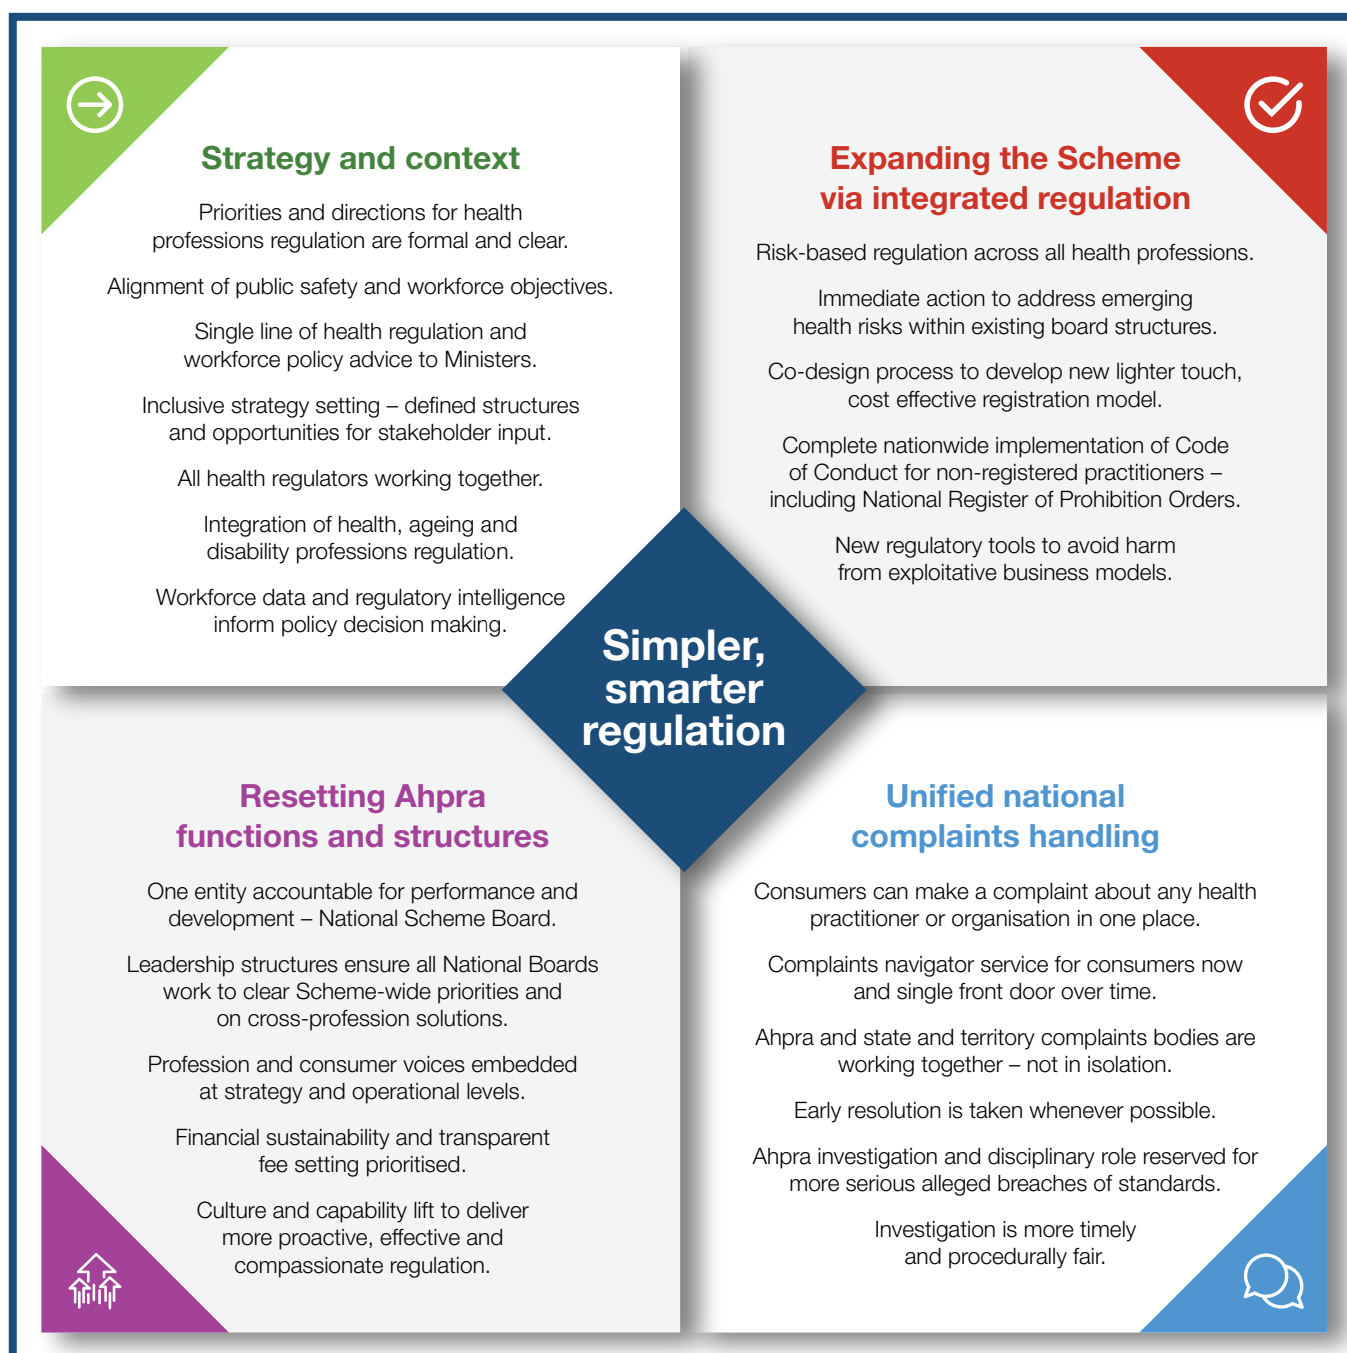 Strategy and context
Priorities and directions for health
professions regulation are formal and clear.
Alignment of public safety and workforce objectives.
Single line of health regulation and
workforce policy advice to Ministers.
Inclusive strategy setting – defined structures
and opportunities for stakeholder input.
All health regulators working together.
Integration of health, ageing and
disability professions regulation.
Workforce data and regulatory intelligence
inform policy decision making.
Expanding the Scheme
via integrated regulation
Risk-based regulation across all health professions.
Immediate action to address emerging
health risks within existing board structures.
Co-design process to develop new lighter touch,
cost effective registration model.
Complete nationwide implementation of Code
of Conduct for non-registered practitioners –
including National Register of Prohibition Orders.
New regulatory tools to avoid harm
from exploitative business models.
Simpler,
smarter
regulation
Resetting Ahpra
functions and structures
One entity accountable for performance and
development – National Scheme Board.
Leadership structures ensure all National Boards
work to clear Scheme-wide priorities and
on cross-profession solutions.
Profession and consumer voices embedded
at strategy and operational levels.
Financial sustainability and transparent
fee setting prioritised.
Culture and capability lift to deliver
more proactive, effective and
compassionate regulation.
Unified national
complaints handling
Consumers can make a complaint about any health
practitioner or organisation in one place.
Complaints navigator service for consumers now
and single front door over time.
Ahpra and state and territory complaints bodies are
working together – not in isolation.
Early resolution is taken whenever possible.
Ahpra investigation and disciplinary role reserved for
more serious alleged breaches of standards.
Investigation is more timely
and procedurally fair.